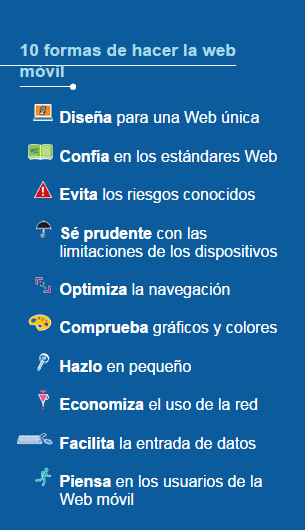 10 formas de hacer la web
móvil
Diseña para una Web única
Confía en los estándares Web
Evita los riesgos conocidos
Sé prudente con las
limitaciones de los dispositivos
Optimiza la navegación
Comprueba gráficos y colores
Hazlo en pequeño
Economiza el uso de la red
Facilita la entrada de datos
Piensa en los usuarios de la
Web móvil